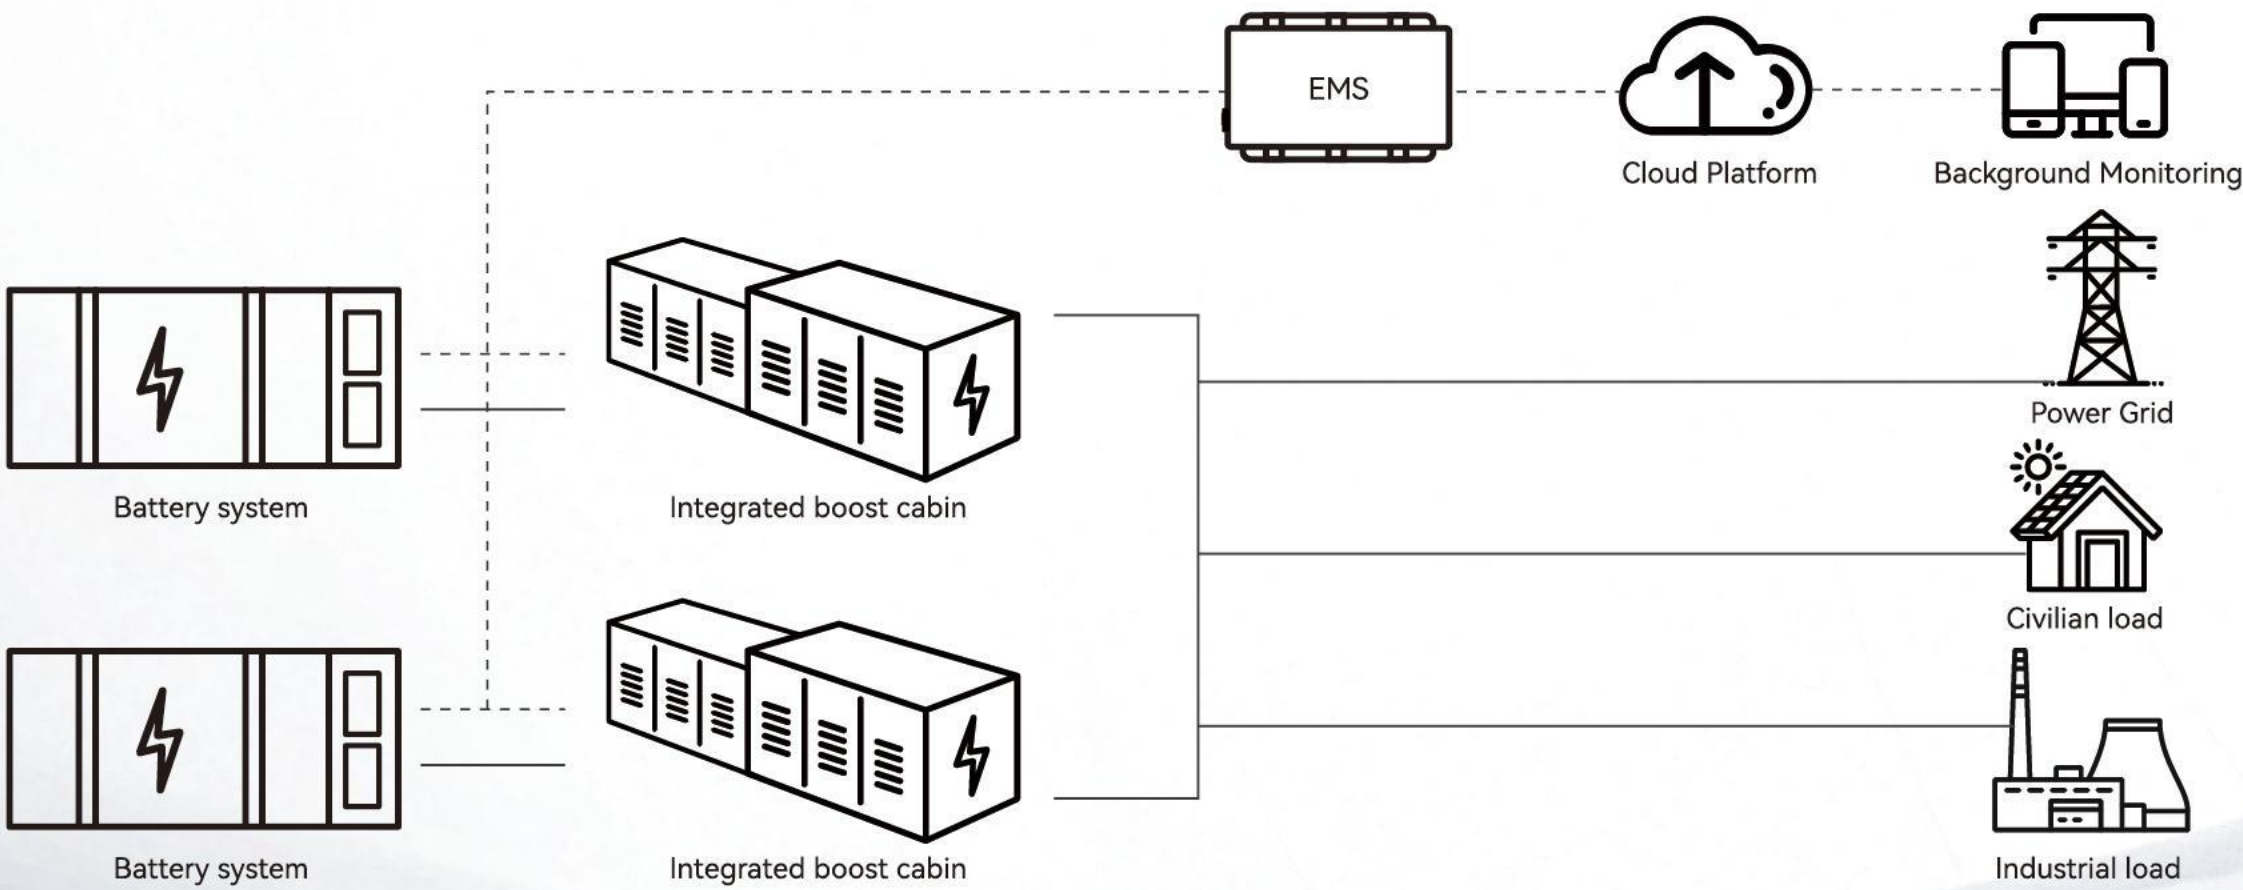 EMS
Cloud Platform
Background Monitoring
Power Grid
Battery system
Integrated boost cabin
Civilian load
Battery system
Integrated boost cabin
Industrial load